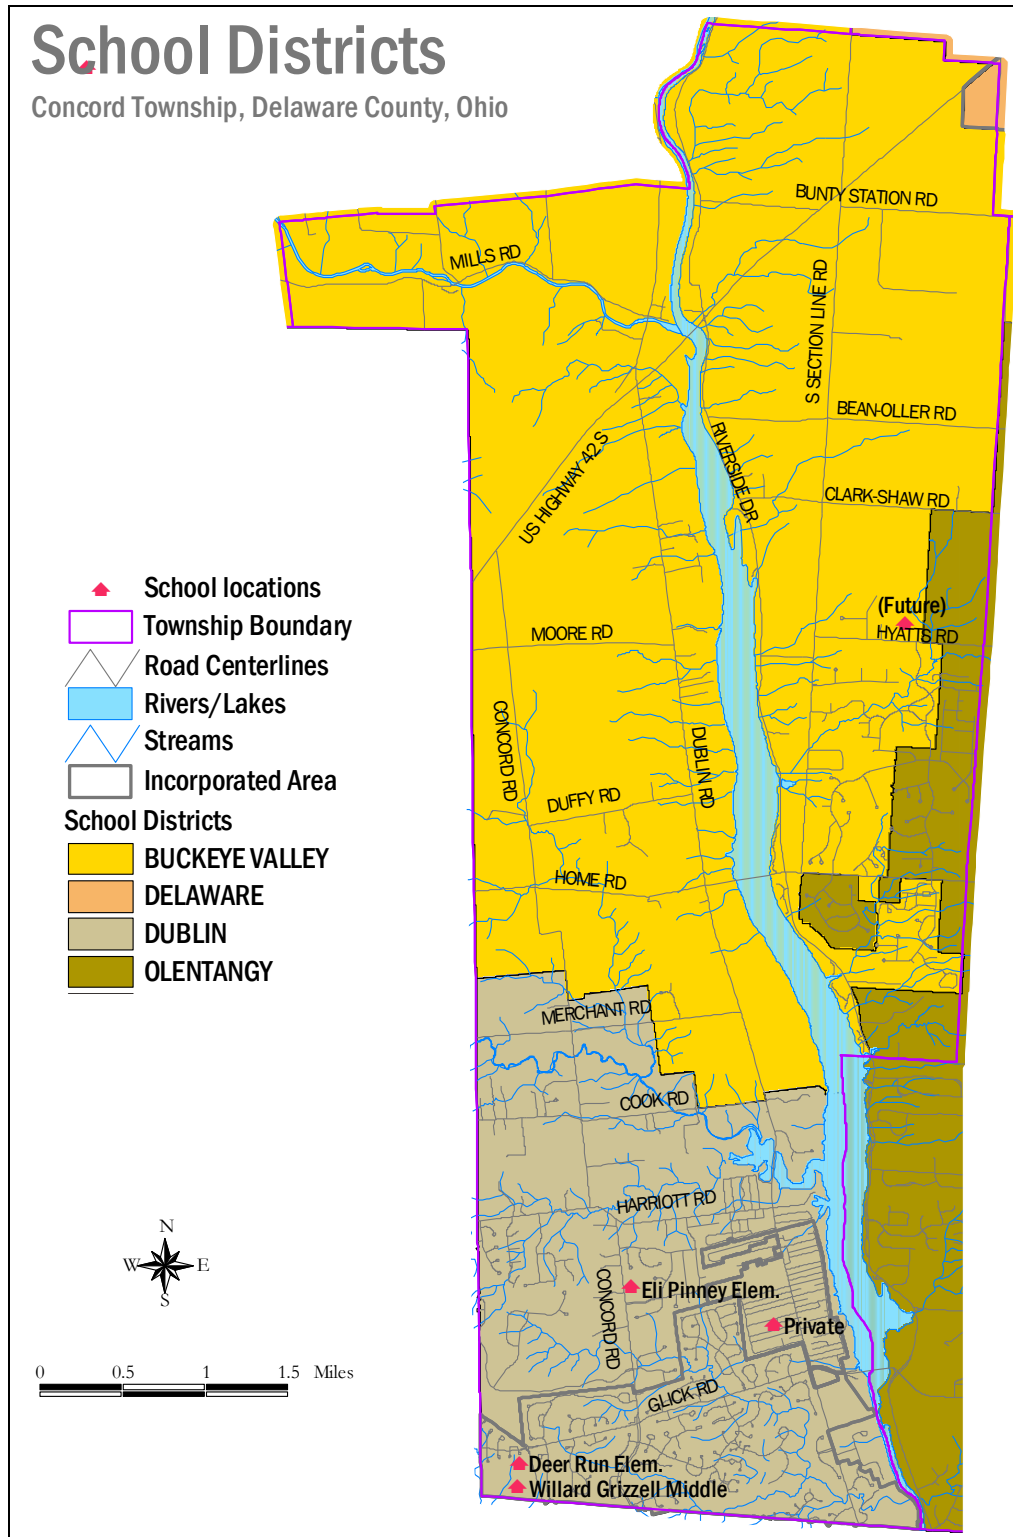 School Districts
Concord Township, Delaware County, Ohio
BUNTY STATION RD
MILLS RD
S SECTION LINE RD
BEAN-OLLER RD
RIVERSIDE DR
US HIGHWAY 42 S
CLARK-SHAW RD
School locations
(Future)
Township Boundary
MOORE RD
HYATTS RD
Road Centerlines
Rivers/Lakes
CONCORD RD
DUBLIN RD
Streams
Incorporated Area
DUFFY RD
School Districts
BUCKEYE VALLEY
HOME RD
DELAWARE
DUBLIN
OLENTANGY
MERCHANT RD
COOK RD
HARRIOTT RD
N
W E
S
CONCORD RD
Eli Pinney Elem.
Private
0 0.5 1 1.5 Miles
GLICK RD
Deer Run Elem.
Willard Grizzell Middle